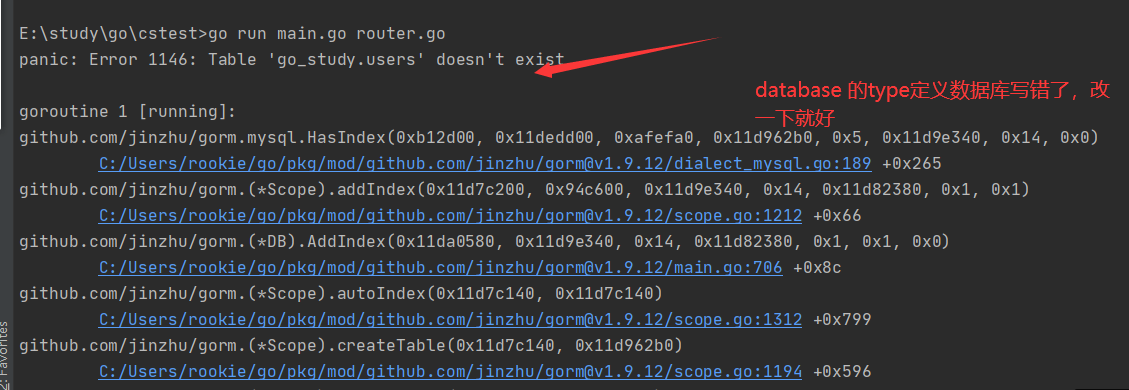 E:\study\go\cstest>go run main.go router.go
panic: Error 1146: Table 'go_study.users' doesn't exist
database 的type定义数据库写错了，改
一下就好
goroutine 1 [running]:
github.com/jinzhu/gorm.mysql.HasIndex(0xb12d00, 0x11dedd00, 0xafefa0, 0x11d962b0, 0x5, 0x11d9e340, 0x14, 0x0)
C:/Users/rookie/go/pkg/mod/github.com/jinzhu/gorm@v1.9.12/dialect_mysql.go:189 +0x265
github.com/jinzhu/gorm.(*Scope).addIndex(0x11d7c200, 0x94c600, 0x11d9e340, 0x14, 0x11d82380, 0x1, 0x1)
C:/Users/rookie/go/pkg/mod/github.com/jinzhu/gorm@v1.9.12/scope.go:1212 +0x66
github.com/jinzhu/gorm.(*DB).AddIndex(0x11da0580, 0x11d9e340, 0x14, 0x11d82380, 0x1, 0x1, 0x0)
C:/Users/rookie/go/pkg/mod/github.com/jinzhu/gorm@v1.9.12/main.go:706 +0x8c
github.com/jinzhu/gorm.(*Scope).autoIndex(0x11d7c140, 0x11d7c140)
C:/Users/rookie/go/pkg/mod/github.com/jinzhu/gorm@v1.9.12/scope.go:1312 +0x799
github.com/jinzhu/gorm.(*Scope).createTable(0x11d7c140, 0x11d962b0)
C:/Users/rookie/go/pkg/mod/github.com/jinzhu/gorm@v1.9.12/scope.go:1194 +0x596
2: Favorites